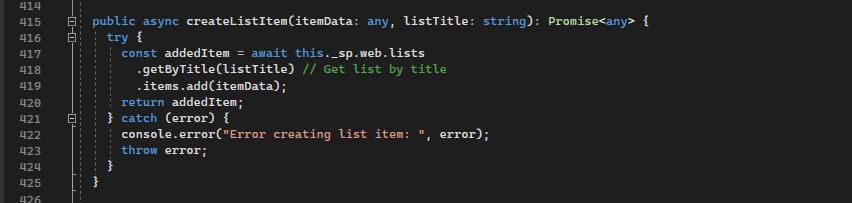 414
415 public async createListItem(itemData: any, listTitle: string): Promise<any> {
416 try {
417 const addedItem = await this._sp.web.lists
418 .getByTitle(listTitle) // Get list by title
419 .items.add(itemData);
420 return addedItem;
421 } catch (error) {
422 console.error("Error creating list item: ", error);
423 throw error;
424 }
425 }
426